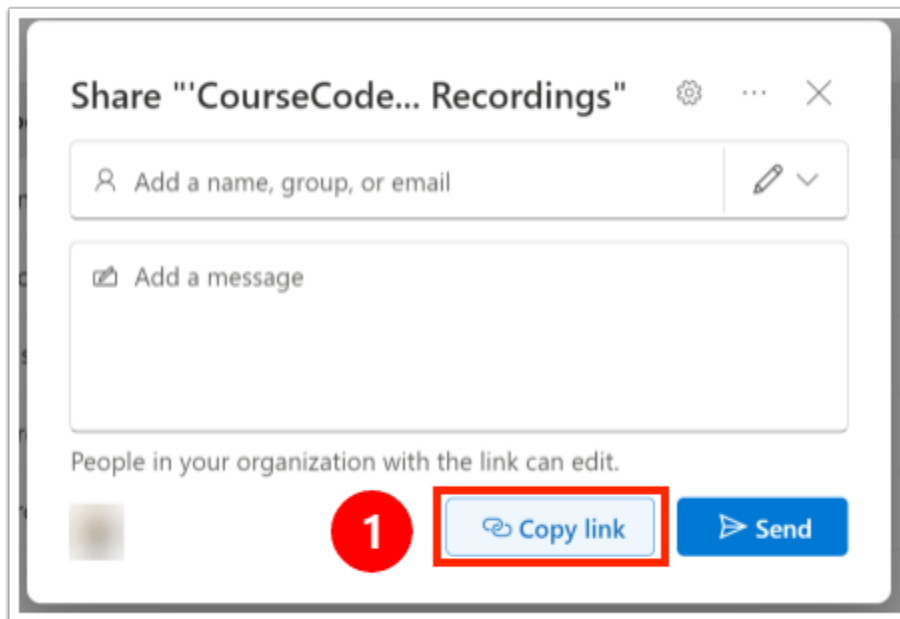 Share "'CourseCode... Recordings"
Add a name, group, or email
Add a message
People in your organization with the link can edit.
1
Copy link
Send